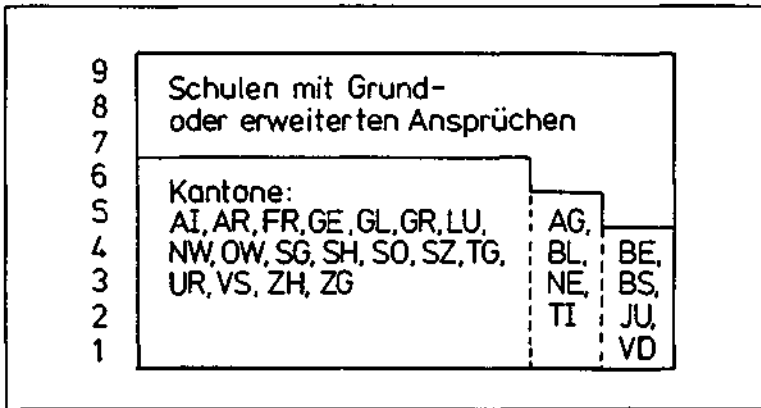 9
8
7
6
5
4
3
2
1
Schulen mit Grund-
oder erweiterten Ansprüchen
Kantone:
AI, AR, FR, GE, GL, GR, LU,
NW, OW, SG, SH, SO, SZ, TG,
UR, VS, ZH, ZG
AG,
BL,
NE,
TI
BE,
BS,
JU,
VD